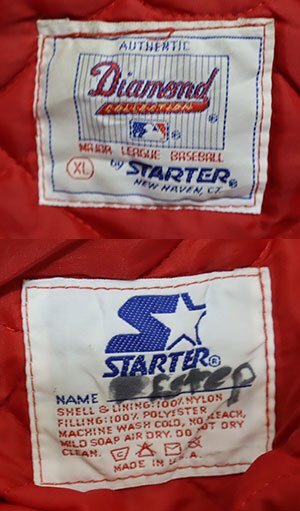 AUTHENTIC
Diamond
COLLECTION ®
MAJOR LEAGUE BASEBALL
XL by STARTER®
NEW HAVEN, CT.
STARTER®
NAME
SHELL & LINING:100%NYLON
FILLING:100% POLYESTER
MACHINE WASH COLD, NO BLEACH,
MILD SOAP AIR DRY. DO NOT DRY
CLEAN.
MADE IN U.S.A.